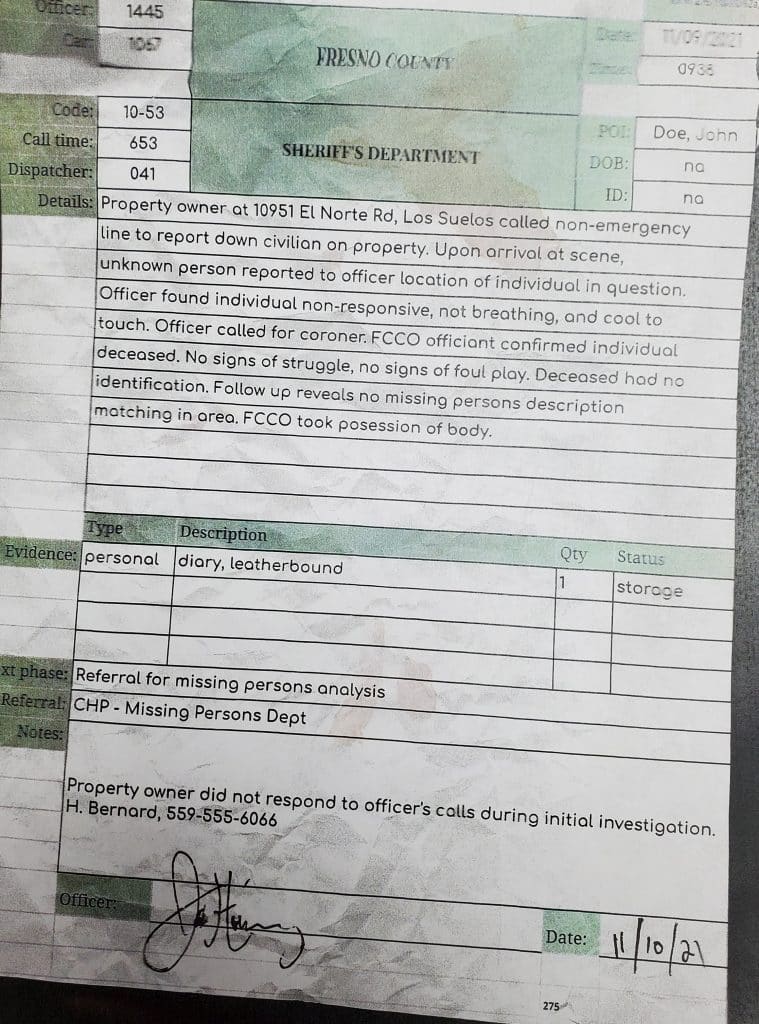 Officer: 1445
Car: 1067
FRESNO COUNTY
Date: 11/09/2021
0938
Code: 10-53
Call time: 653
Dispatcher: 041
SHERIFF'S DEPARTMENT
POI: Doe, John
DOB: na
ID: na
Details: Property owner at 10951 El Norte Rd, Los Suelos called non-emergency
line to report down civilian on property. Upon arrival at scene,
unknown person reported to officer location of individual in question.
Officer found individual non-responsive, not breathing, and cool to
touch. Officer called for coroner. FCCO officiant confirmed individual
deceased. No signs of struggle, no signs of foul play. Deceased had no
identification. Follow up reveals no missing persons description
matching in area. FCCO took posession of body.
Type Description Qty Status
Evidence: personal diary, leatherbound 1 storage
xt phase: Referral for missing persons analysis
Referral: CHP - Missing Persons Dept
Notes:
Property owner did not respond to officer's calls during initial investigation.
H. Bernard, 559-555-6066
Officer:
Date: 11/10/21
275